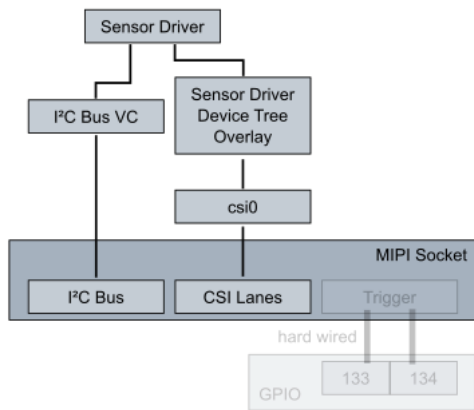 Sensor Driver
I²C Bus VC
Sensor Driver
Device Tree
Overlay
csi0
MIPI Socket
I²C Bus
CSI Lanes
Trigger
hard wired
133
134
GPIO